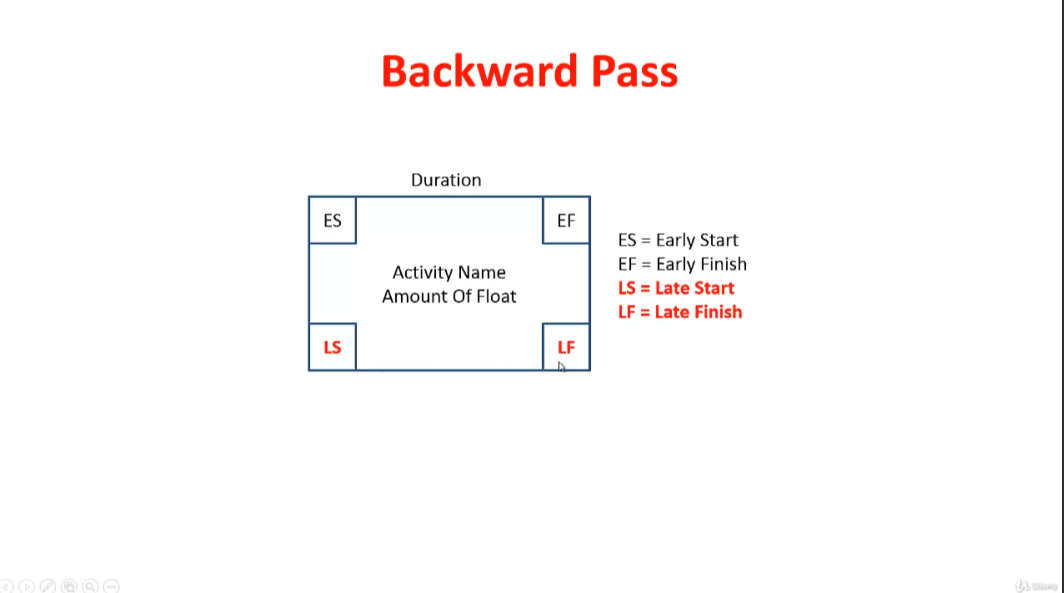 Backward Pass
Duration
ES
EF
Activity Name
Amount Of Float
LS
LF
ES = Early Start
EF = Early Finish
LS = Late Start
LF = Late Finish
Udemy